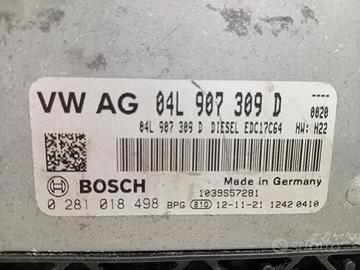 VW AG 04L 907 309 D 0020
04L 907 309 D DIESEL EDC17C64 HW: H22
BOSCH
Made in Germany
1039S57281
0 281 018 498 BPG 810 12-11-21 1242 0410
subito